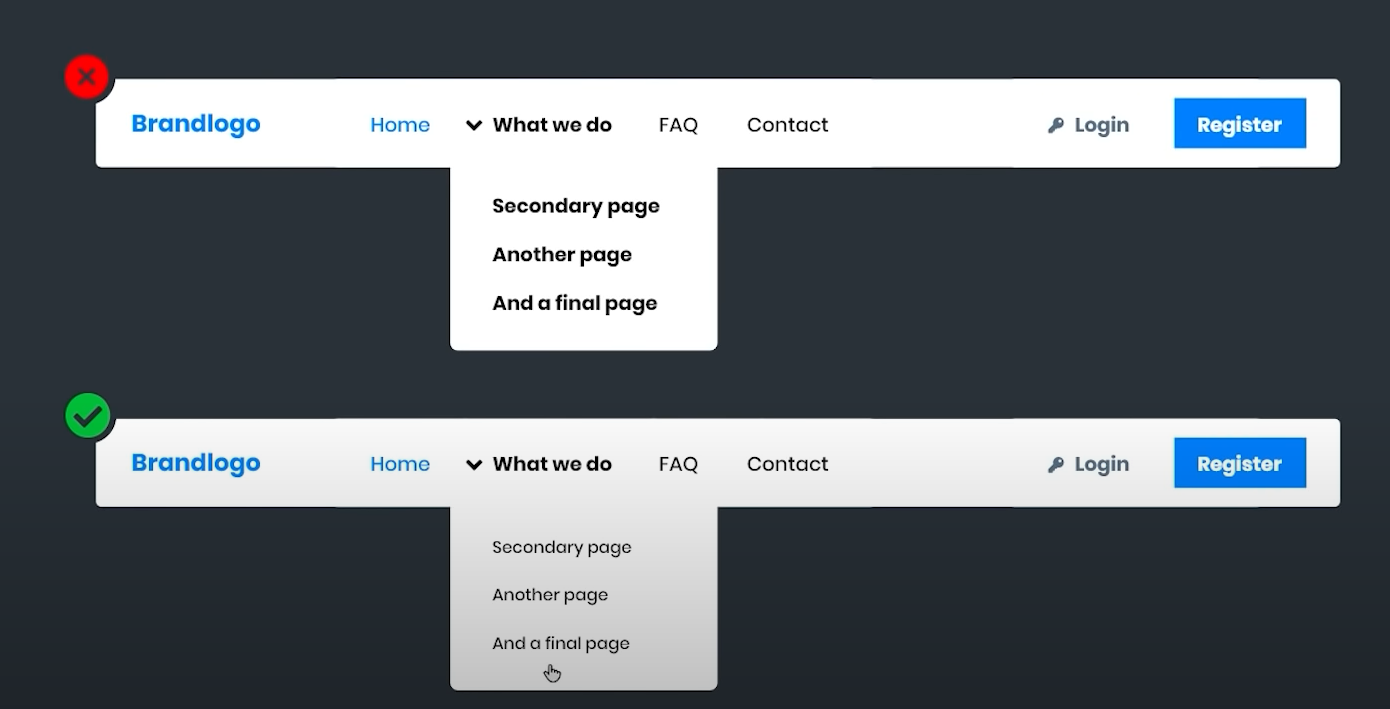 Brandlogo Home What we do FAQ Contact Login Register
Secondary page
Another page
And a final page
Brandlogo Home What we do FAQ Contact Login Register
Secondary page
Another page
And a final page